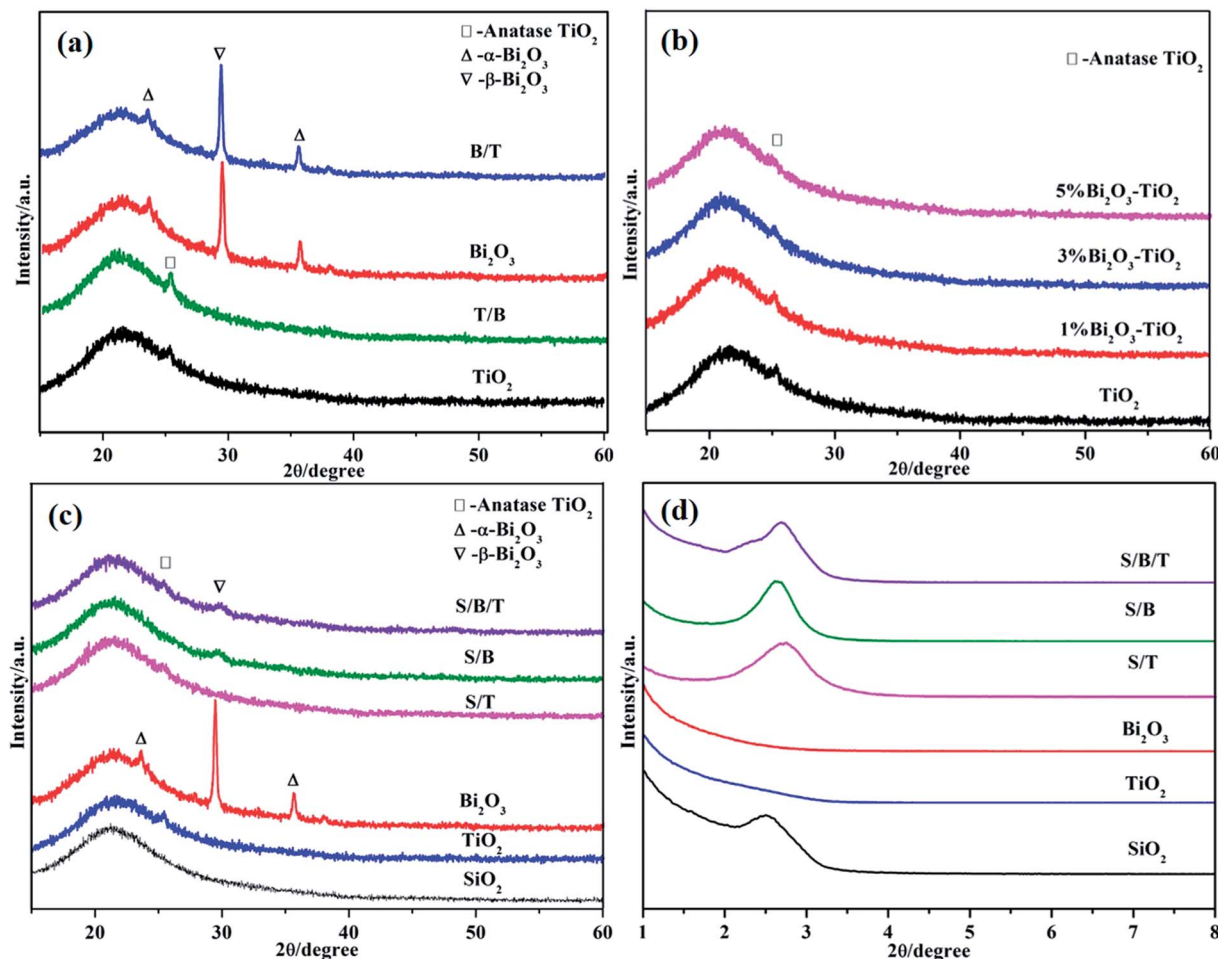 (a)
□ -Anatase TiO₂
Δ -α-Bi₂O₃
∇ -β-Bi₂O₃
∇
Δ
Δ
B/T
Bi₂O₃
□
T/B
TiO₂
Intensity/a.u.
20 30 40 50 60
2θ/degree
(b)
□ -Anatase TiO₂
□
5%Bi₂O₃-TiO₂
3%Bi₂O₃-TiO₂
1%Bi₂O₃-TiO₂
TiO₂
Intensity/a.u.
20 30 40 50 60
2θ/degree
(c)
□ -Anatase TiO₂
Δ -α-Bi₂O₃
∇ -β-Bi₂O₃
□
∇
S/B/T
S/B
S/T
Δ
Δ
Bi₂O₃
TiO₂
SiO₂
Intensity/a.u.
20 30 40 50 60
2θ/degree
(d)
S/B/T
S/B
S/T
Bi₂O₃
TiO₂
SiO₂
Intensity/a.u.
1 2 3 4 5 6 7 8
2θ/degree